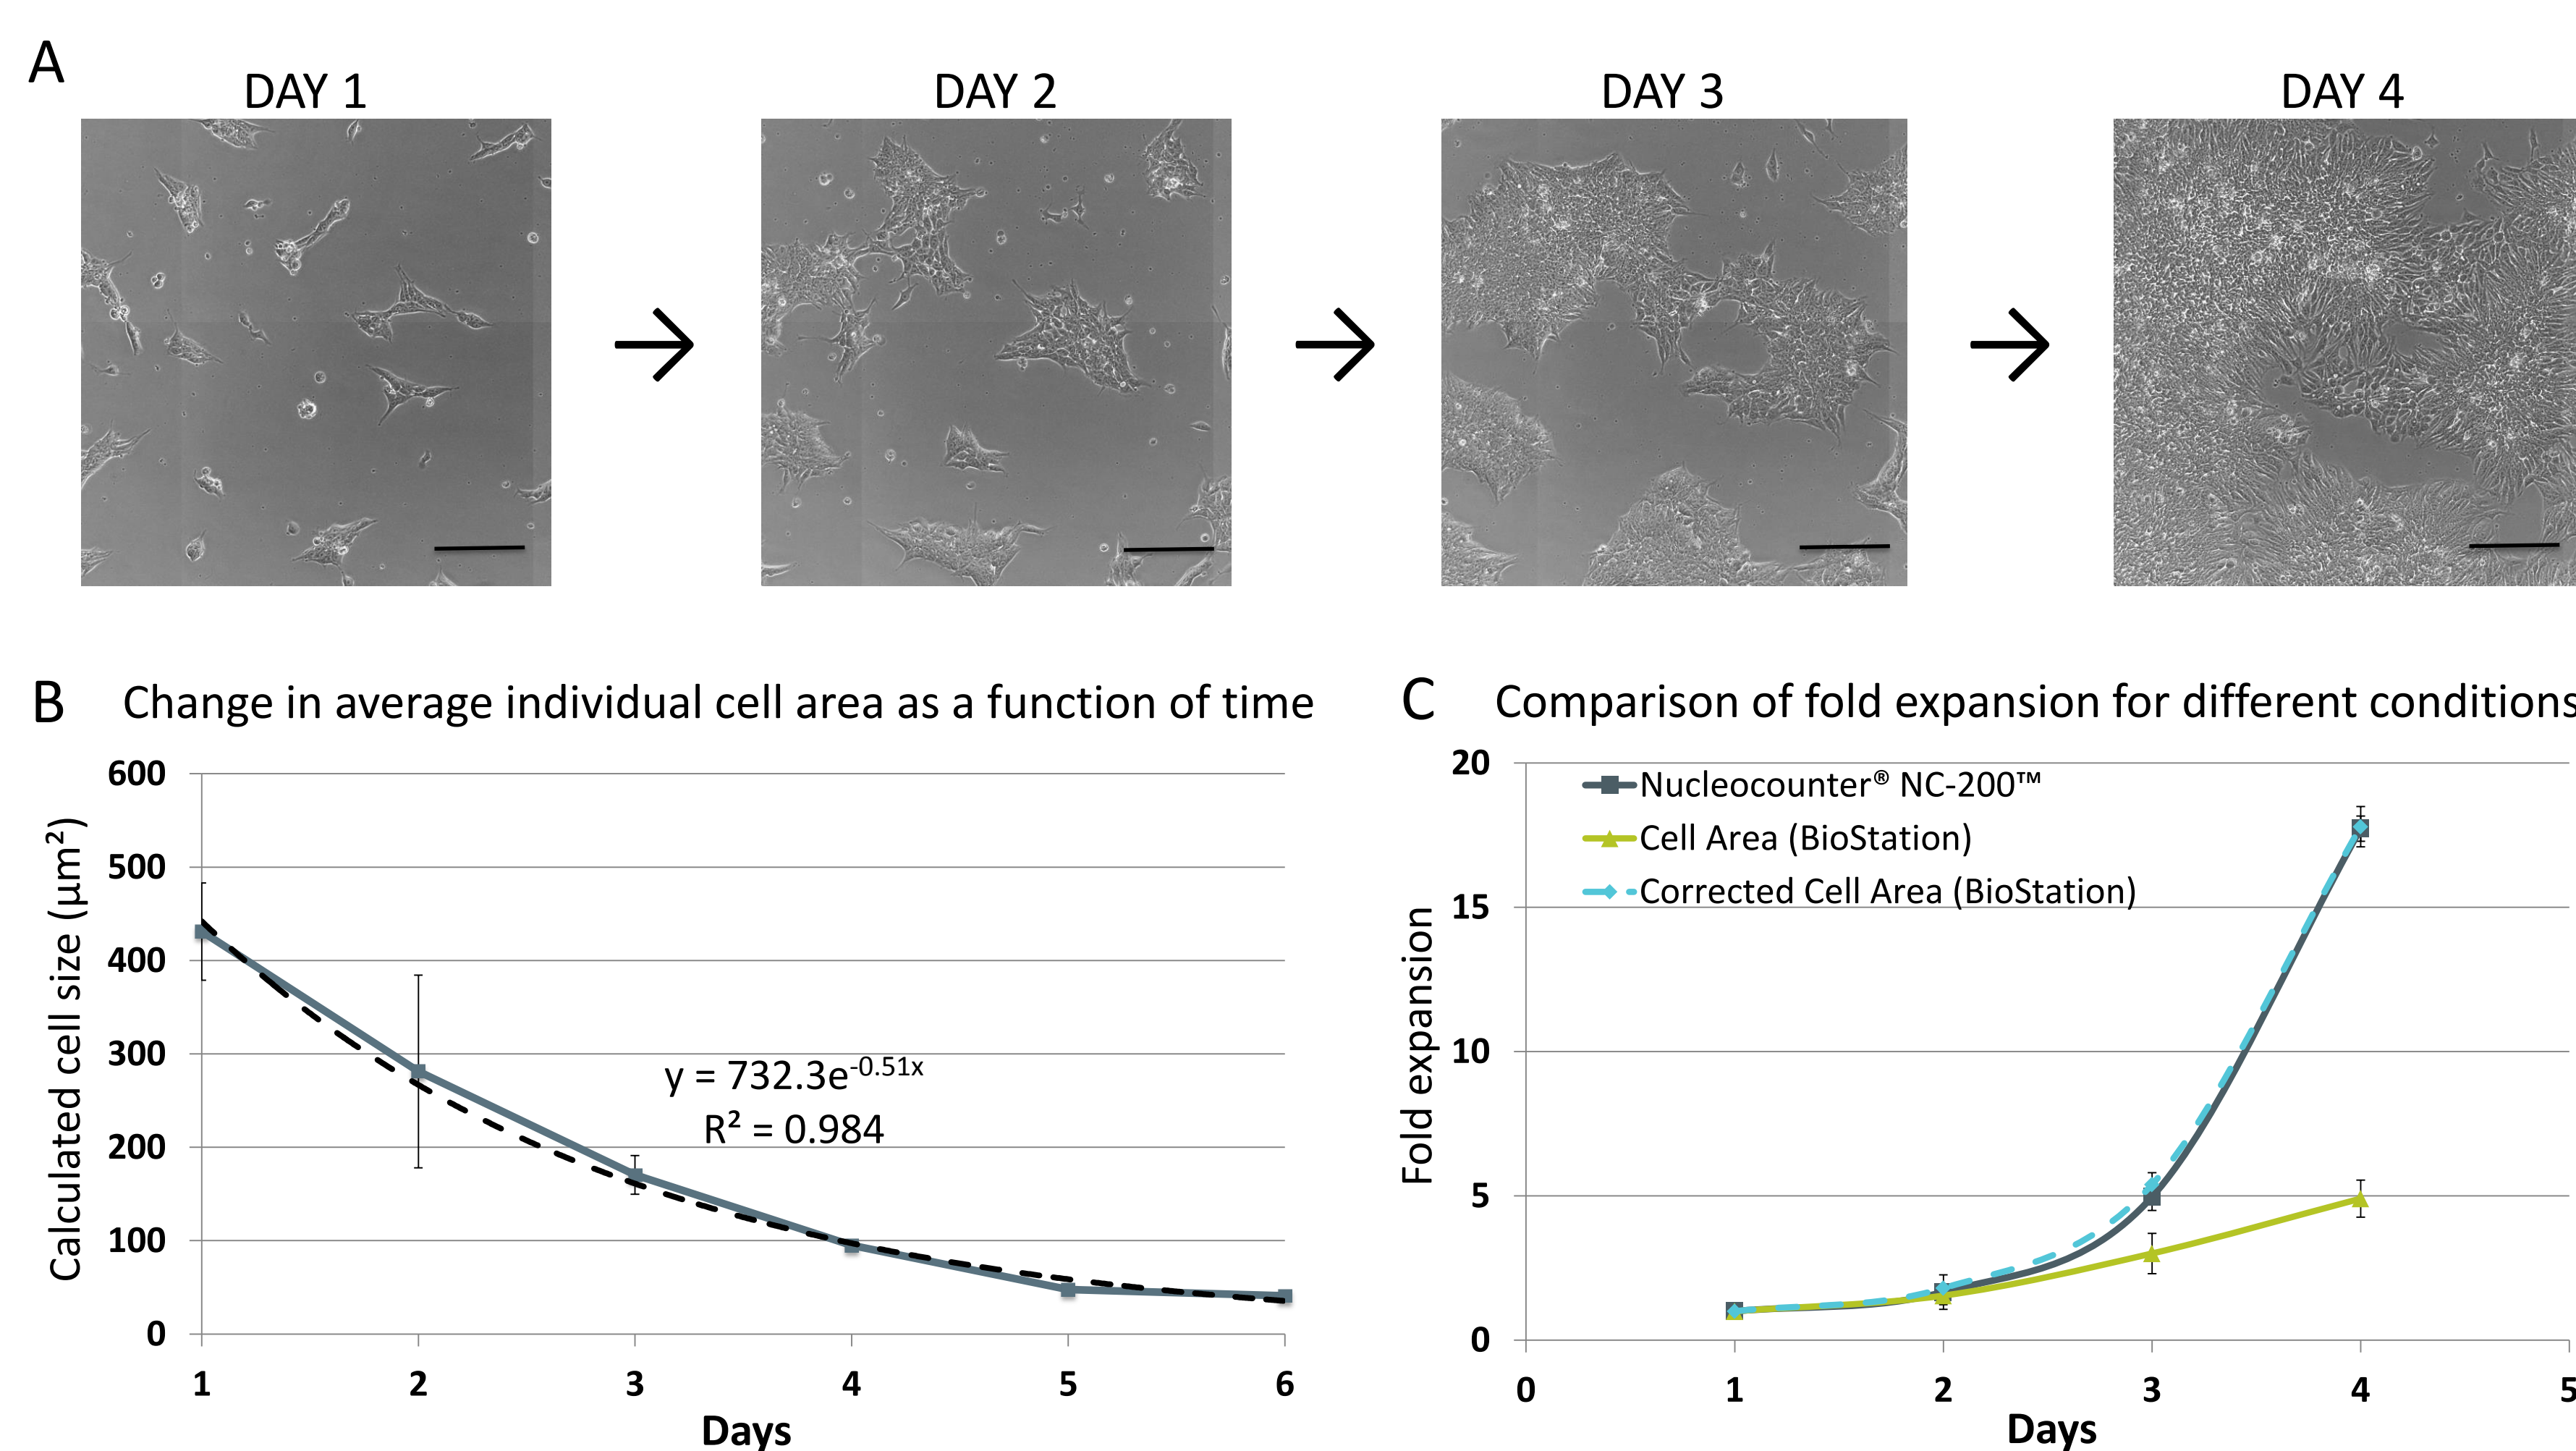 A
DAY 1
DAY 2
DAY 3
DAY 4
B
Change in average individual cell area as a function of time
Calculated cell size (µm²)
600
500
400
300
200
100
0
y = 732.3e^-0.51x
R² = 0.984
1 2 3 4 5 6
Days
C
Comparison of fold expansion for different conditions
Fold expansion
20
15
10
5
0
Nucleocounter® NC-200™
Cell Area (BioStation)
Corrected Cell Area (BioStation)
0 1 2 3 4 5
Days